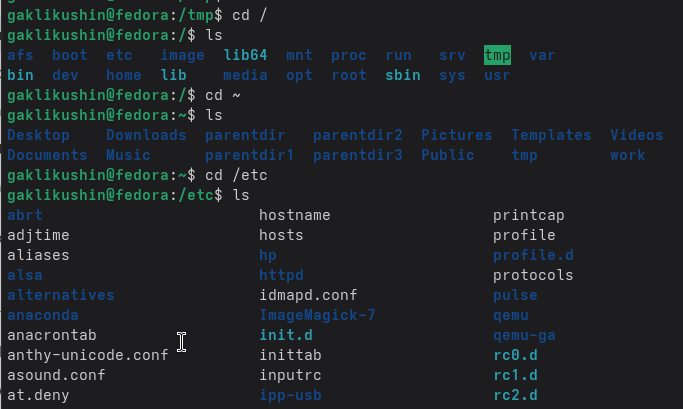 gaklikushin@fedora:/tmp$ cd /
gaklikushin@fedora:/$ ls
afs boot etc image lib64 mnt proc run srv tmp var
bin dev home lib media opt root sbin sys usr
gaklikushin@fedora:/$ cd ~
gaklikushin@fedora:~$ ls
Desktop Downloads parentdir parentdir2 Pictures Templates Videos
Documents Music parentdir1 parentdir3 Public tmp work
gaklikushin@fedora:~$ cd /etc
gaklikushin@fedora:/etc$ ls
abrt hostname printcap
adjtime hosts profile
aliases hp profile.d
alsa httpd protocols
alternatives idmapd.conf pulse
anaconda ImageMagick-7 qemu
anacrontab init.d qemu-ga
anthy-unicode.conf inittab rc0.d
asound.conf inputrc rc1.d
at.deny ipp-usb rc2.d